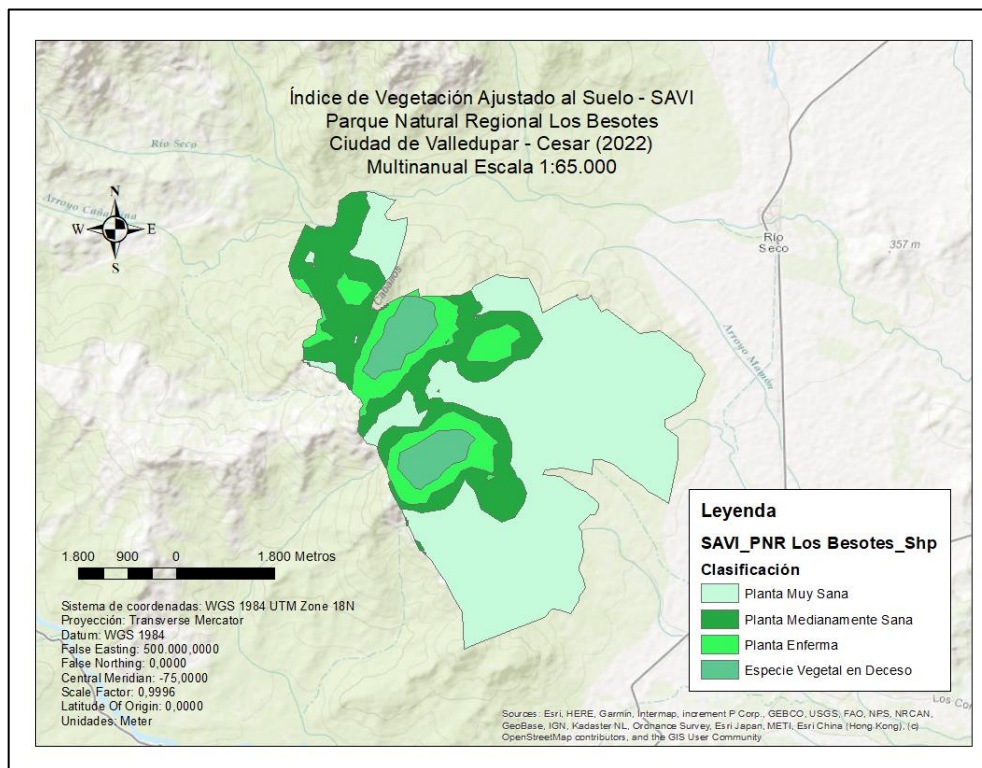 Índice de Vegetación Ajustado al Suelo - SAVI
Parque Natural Regional Los Besotes
Ciudad de Valledupar - Cesar (2022)
Multinanual Escala 1:65.000
Río Seco
Arroyo
N
W
E
S
Río
Seco
357 m
Caballos
Arroyo Mamón
Leyenda
SAVI_PNR Los Besotes_Shp
Clasificación
Planta Muy Sana
Planta Medianamente Sana
Planta Enferma
Especie Vegetal en Deceso
1.800 900 0 1.800 Metros
Sistema de coordenadas: WGS 1984 UTM Zone 18N
Proyección: Transverse Mercator
Datum: WGS 1984
False Easting: 500.000,0000
False Northing: 0,0000
Central Meridian: -75,0000
Scale Factor: 0,9996
Latitude Of Origin: 0,0000
Unidades: Meter
Los
Sources: Esri, HERE, Garmin, Intermap, increment P Corp., GEBCO, USGS, FAO, NPS, NRCAN,
GeoBase, IGN, Kadaster NL, Ordnance Survey, Esri Japan, METI, Esri China (Hong Kong), (c)
OpenStreetMap contributors, and the GIS User Community